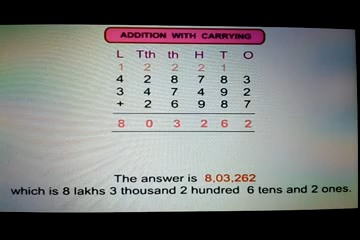 ADDITION WITH CARRYING
L Tth th H T O
1 2 2 2 1
4 2 8 7 8 3
3 4 7 4 9 2
+ 2 6 9 8 7
8 0 3 2 6 2
The answer is 8,03,262
which is 8 lakhs 3 thousand 2 hundred 6 tens and 2 ones.